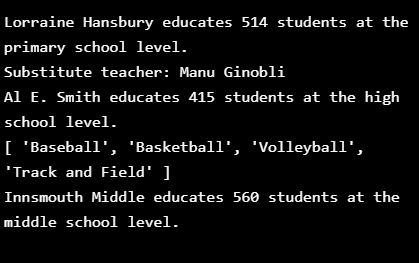 Lorraine Hansbury educates 514 students at the
primary school level.
Substitute teacher: Manu Ginobli
Al E. Smith educates 415 students at the high
school level.
[ 'Baseball', 'Basketball', 'Volleyball',
'Track and Field' ]
Innsmouth Middle educates 560 students at the
middle school level.